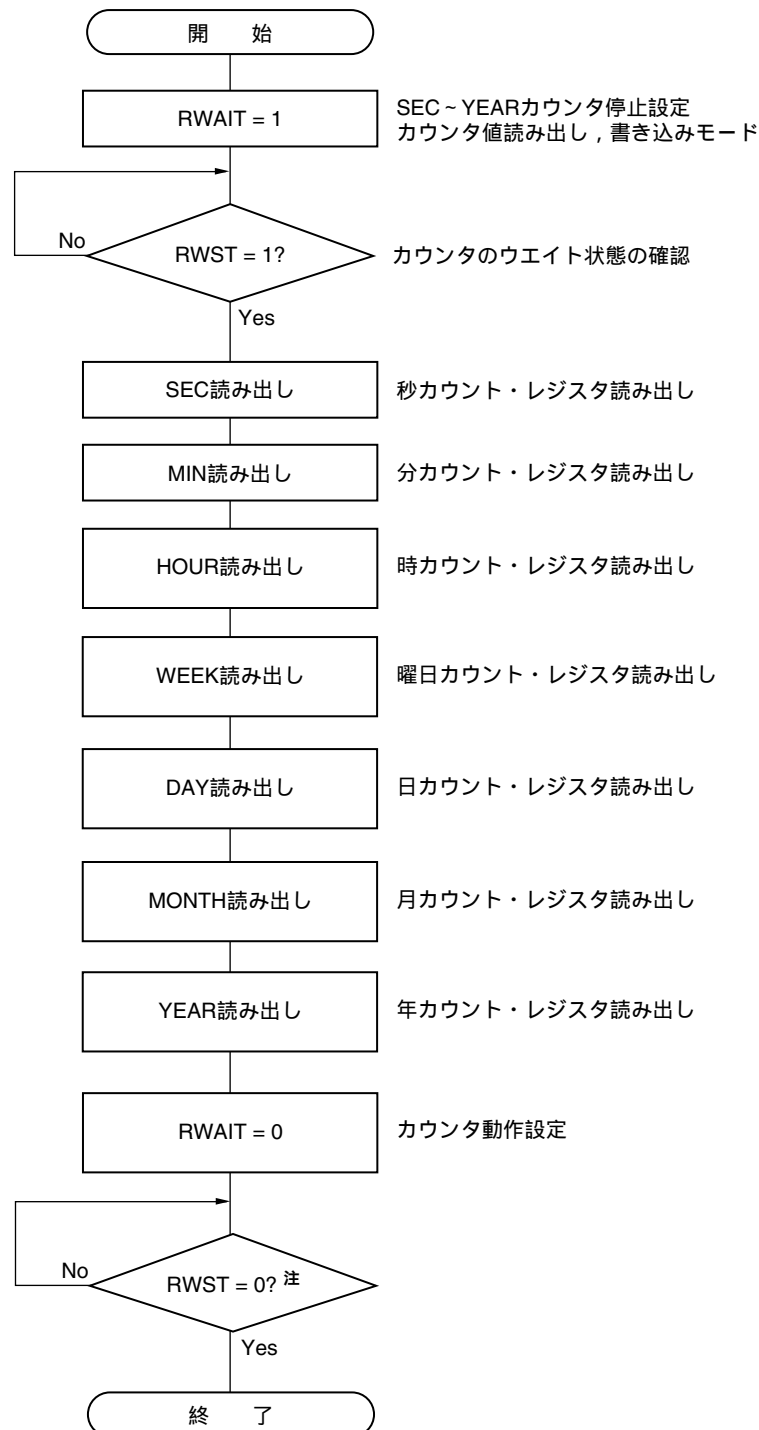 開　始
RWAIT = 1
SEC～YEARカウンタ停止設定
カウンタ値読み出し，書き込みモード
No
RWST = 1?
カウンタのウエイト状態の確認
Yes
SEC読み出し
秒カウント・レジスタ読み出し
MIN読み出し
分カウント・レジスタ読み出し
HOUR読み出し
時カウント・レジスタ読み出し
WEEK読み出し
曜日カウント・レジスタ読み出し
DAY読み出し
日カウント・レジスタ読み出し
MONTH読み出し
月カウント・レジスタ読み出し
YEAR読み出し
年カウント・レジスタ読み出し
RWAIT = 0
カウンタ動作設定
No
RWST = 0? 注
Yes
終　了